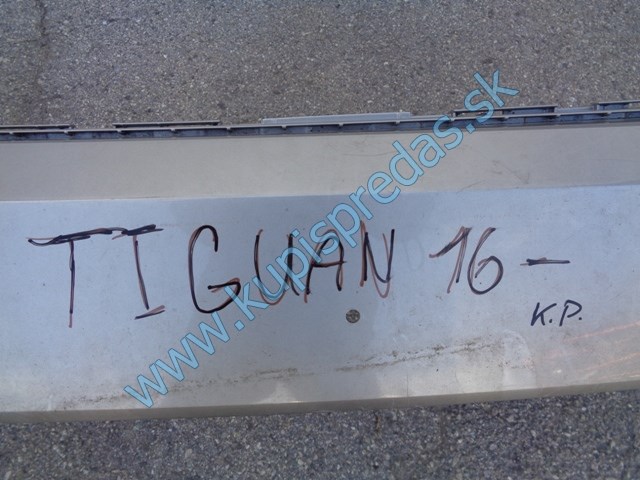 TIGUAN 16-
K.P.
www.kupispredas.sk